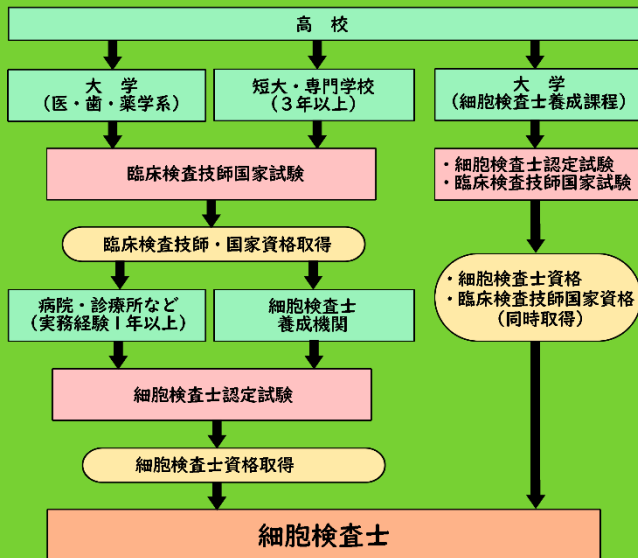 高 校
大 学
(医・歯・薬学系)
短大・専門学校
(3年以上)
大 学
(細胞検査士養成課程)
臨床検査技師国家試験
・細胞検査士認定試験
・臨床検査技師国家試験
臨床検査技師・国家資格取得
病院・診療所など
(実務経験1年以上)
細胞検査士
養成機関
・細胞検査士資格
・臨床検査技師国家資格
(同時取得)
細胞検査士認定試験
細胞検査士資格取得
細胞検査士